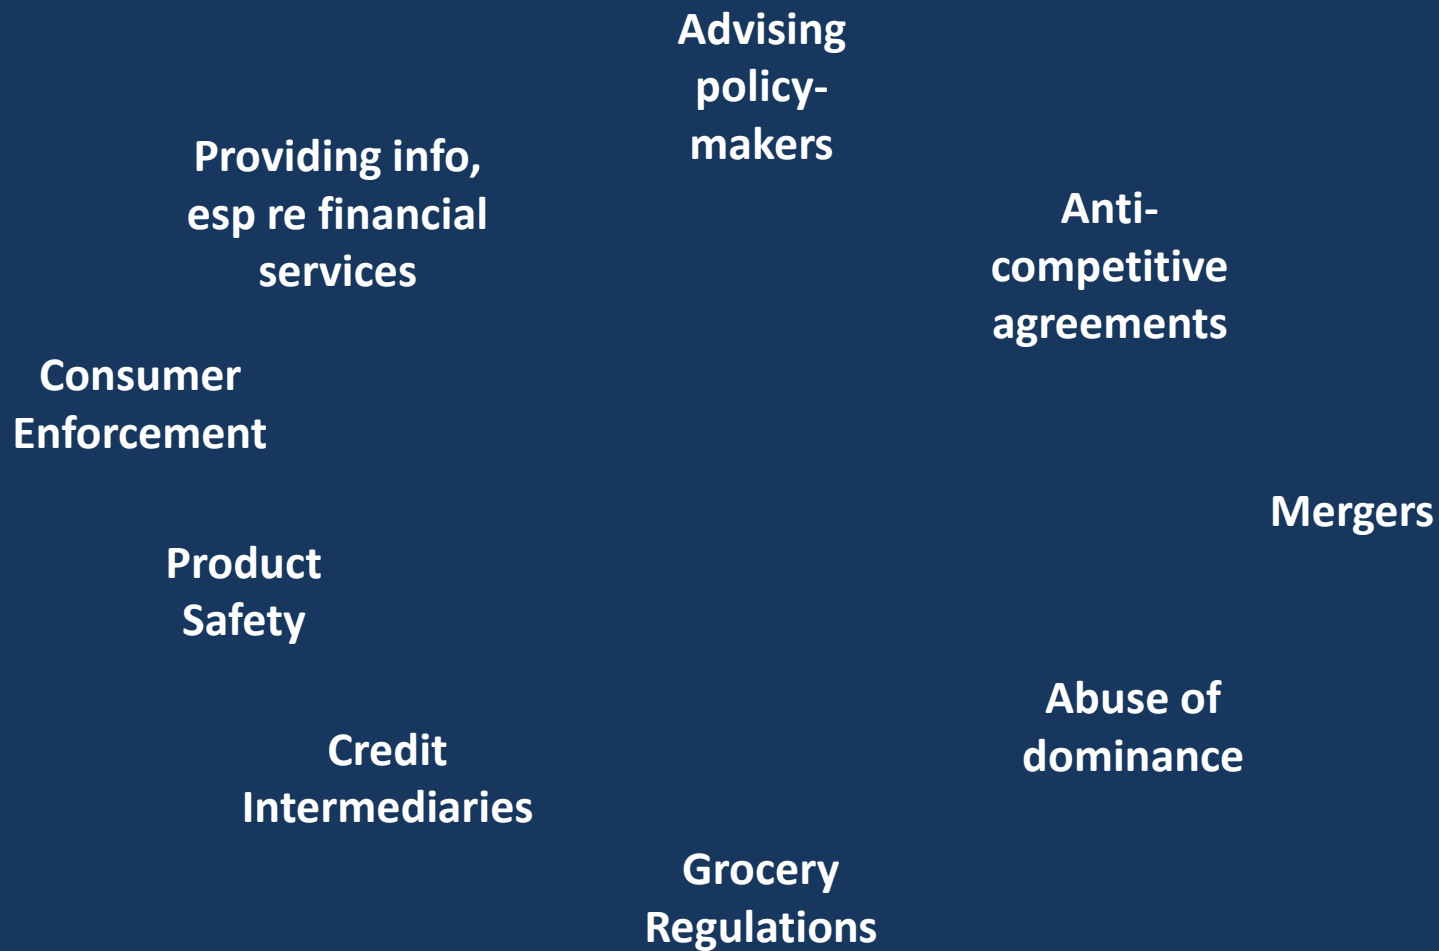 Advising
policy-
makers
Providing info,
esp re financial
services
Anti-
competitive
agreements
Consumer
Enforcement
Mergers
Product
Safety
Abuse of
dominance
Credit
Intermediaries
Grocery
Regulations